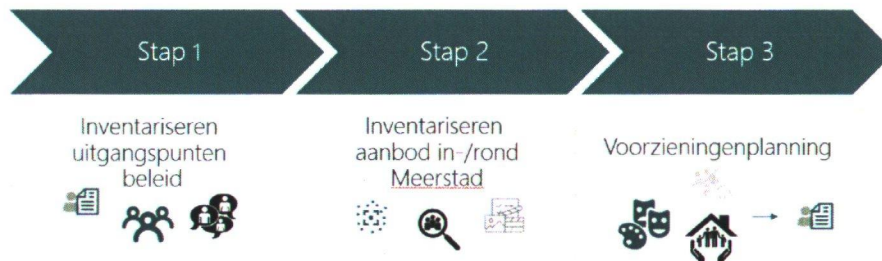 Stap 1
Stap 2
Stap 3
Inventariseren
uitgangspunten
beleid
Inventariseren
aanbod in-/rond
Meerstad
Voorzieningenplanning